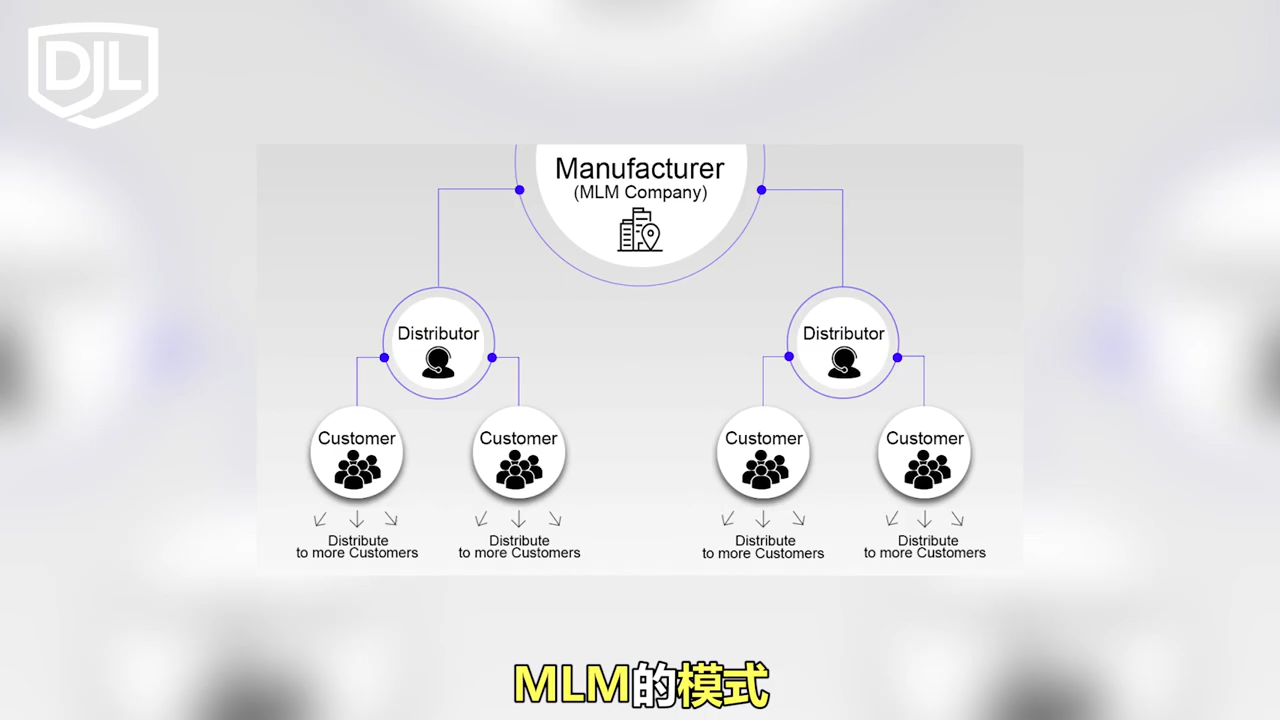 DJL
Manufacturer
(MLM Company)
Distributor
Distributor
Customer
Customer
Customer
Customer
Distribute
to more Customers
Distribute
to more Customers
Distribute
to more Customers
Distribute
to more Customers
MLM的模式